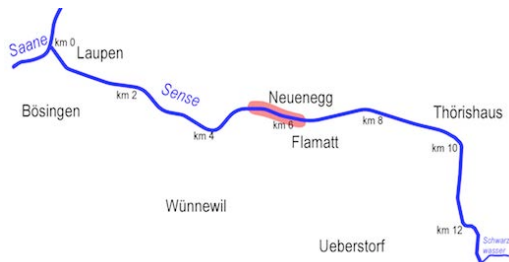 Saane
km 0
Laupen
Bösingen
km 2
Sense
km 4
Neuenegg
km 6
Flamatt
km 8
Thörishaus
km 10
Wünnewil
km 12
Ueberstorf
Schwarz
wasser